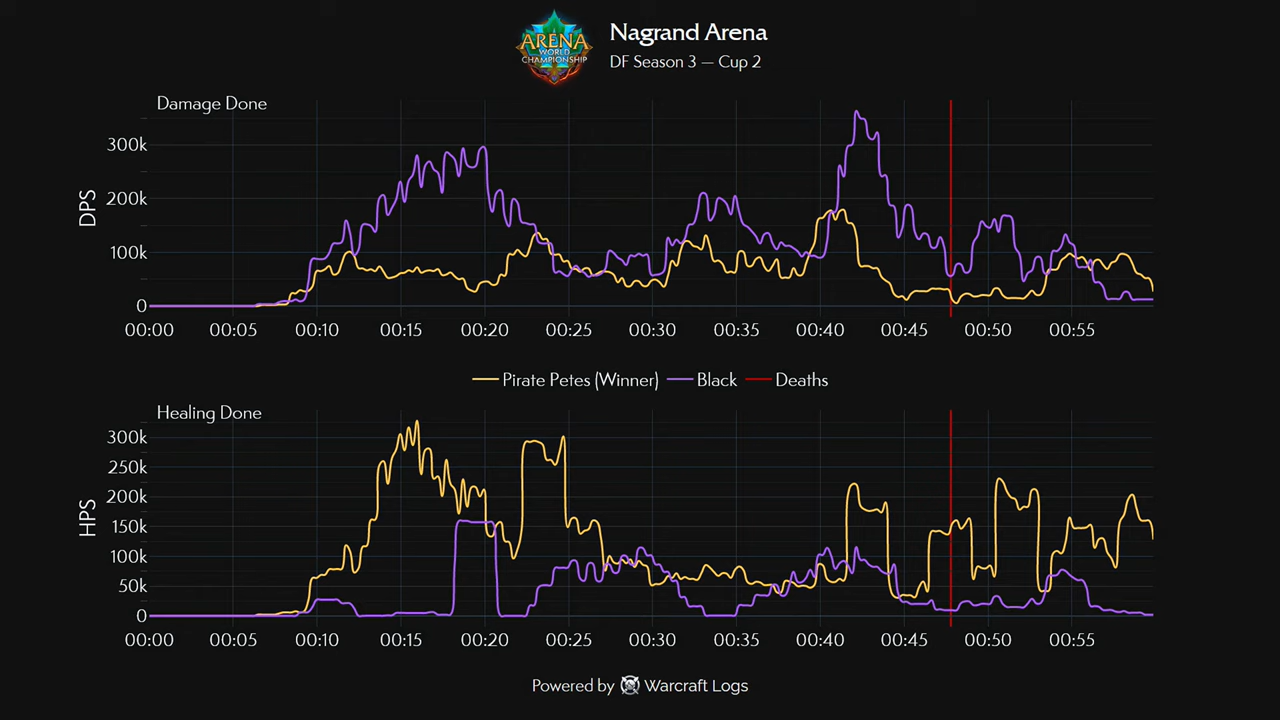 ARENA
WORLD
CHAMPIONSHIP
Nagrand Arena
DF Season 3 — Cup 2
Damage Done
DPS
300k
200k
100k
0
00:00 00:05 00:10 00:15 00:20 00:25 00:30 00:35 00:40 00:45 00:50 00:55
Pirate Petes (Winner) Black Deaths
Healing Done
HPS
300k
250k
200k
150k
100k
50k
0
00:00 00:05 00:10 00:15 00:20 00:25 00:30 00:35 00:40 00:45 00:50 00:55
Powered by Warcraft Logs